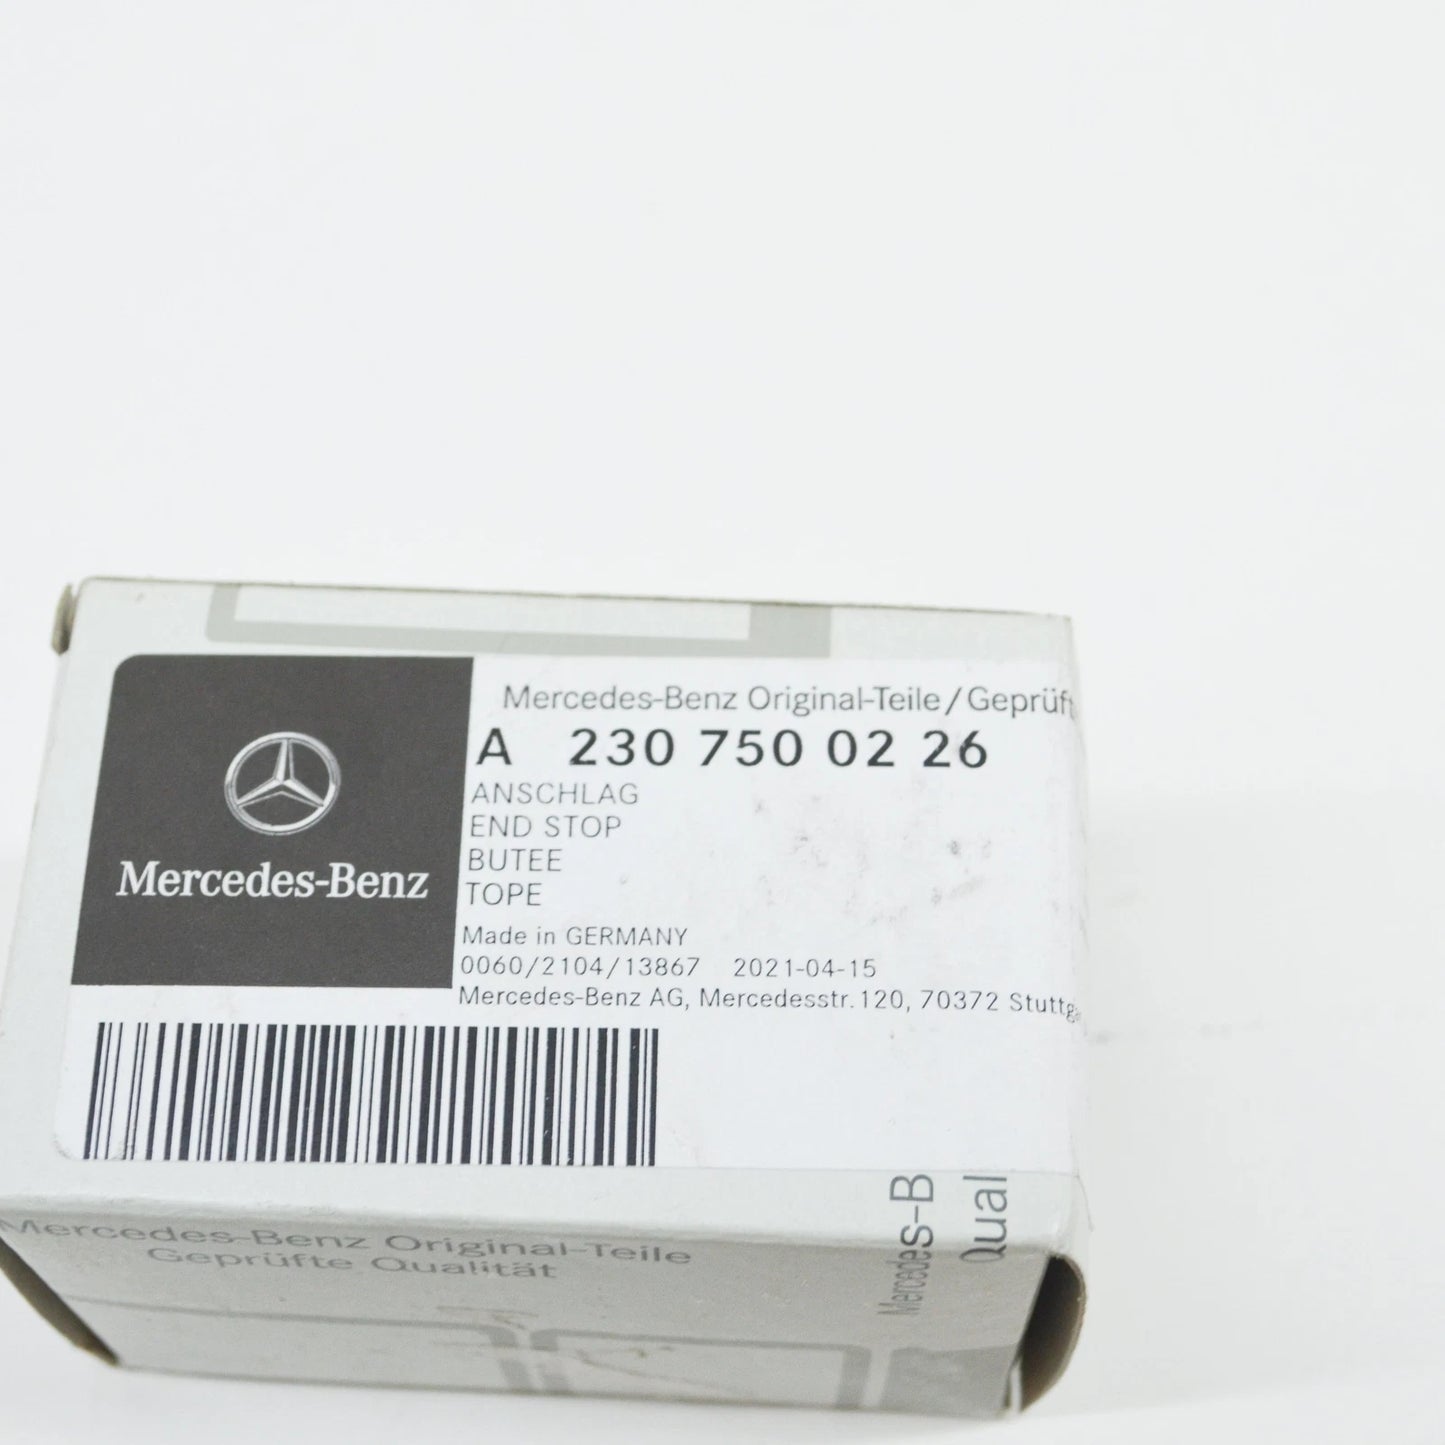 Mercedes-Benz
Mercedes-Benz Original-Teile/Geprüft
A 230 750 02 26
ANSCHLAG
END STOP
BUTEE
TOPE
Made in GERMANY
0060/2104/13867 2021-04-15
Mercedes-Benz AG, Mercedesstr.120, 70372 Stuttg
Mercedes-Benz Original-Teile
Geprüfte Qualität
Mercedes-B
Qual